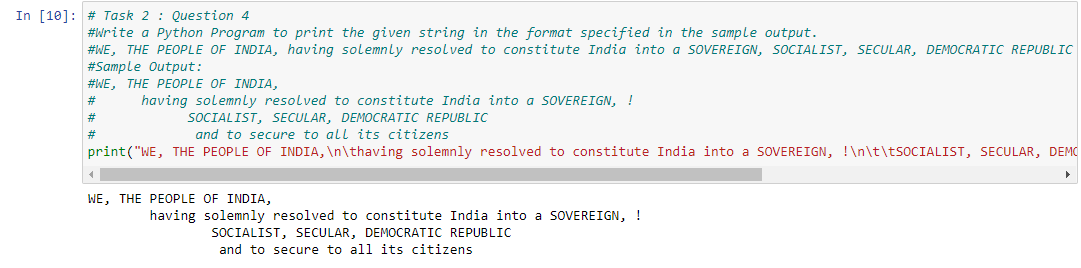 In [10]: # Task 2 : Question 4
#Write a Python Program to print the given string in the format specified in the sample output.
#WE, THE PEOPLE OF INDIA, having solemnly resolved to constitute India into a SOVEREIGN, SOCIALIST, SECULAR, DEMOCRATIC REPUBLIC
#Sample Output:
#WE, THE PEOPLE OF INDIA,
#      having solemnly resolved to constitute India into a SOVEREIGN, !
#            SOCIALIST, SECULAR, DEMOCRATIC REPUBLIC
#             and to secure to all its citizens
print("WE, THE PEOPLE OF INDIA,\n\thaving solemnly resolved to constitute India into a SOVEREIGN, !\n\t\tSOCIALIST, SECULAR, DEMO
WE, THE PEOPLE OF INDIA,
        having solemnly resolved to constitute India into a SOVEREIGN, !
                SOCIALIST, SECULAR, DEMOCRATIC REPUBLIC
                 and to secure to all its citizens